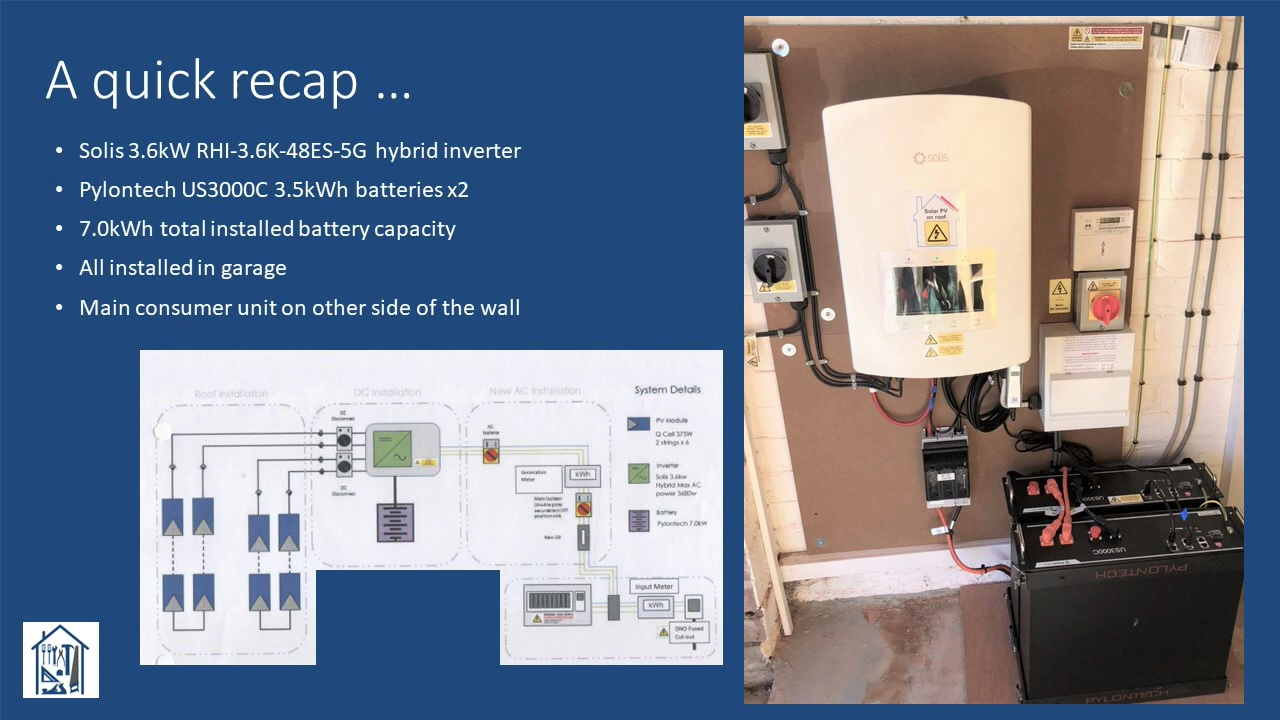 A quick recap ...
• Solis 3.6kW RHI-3.6K-48ES-5G hybrid inverter
• Pylontech US3000C 3.5kWh batteries x2
• 7.0kWh total installed battery capacity
• All installed in garage
• Main consumer unit on other side of the wall
Roof Installation
DC Installation
New AC Installation
System Details
DC
Disconnect
DC
Disconnect
AC
Isolator
Generation
Meter
kWh
Main Isolator
New DB
Input Meter
kWh
DNO Fused
Cut-out
PV Module
Q Cell 375W
2 strings x 6
Inverter
Solis 3.6kw
Hybrid Max AC
power 3680w
Battery
Pylontech 7.0kW
solis
Solar PV
on roof
US3000C
US3000C
PYLONTECH
PYLONTECH